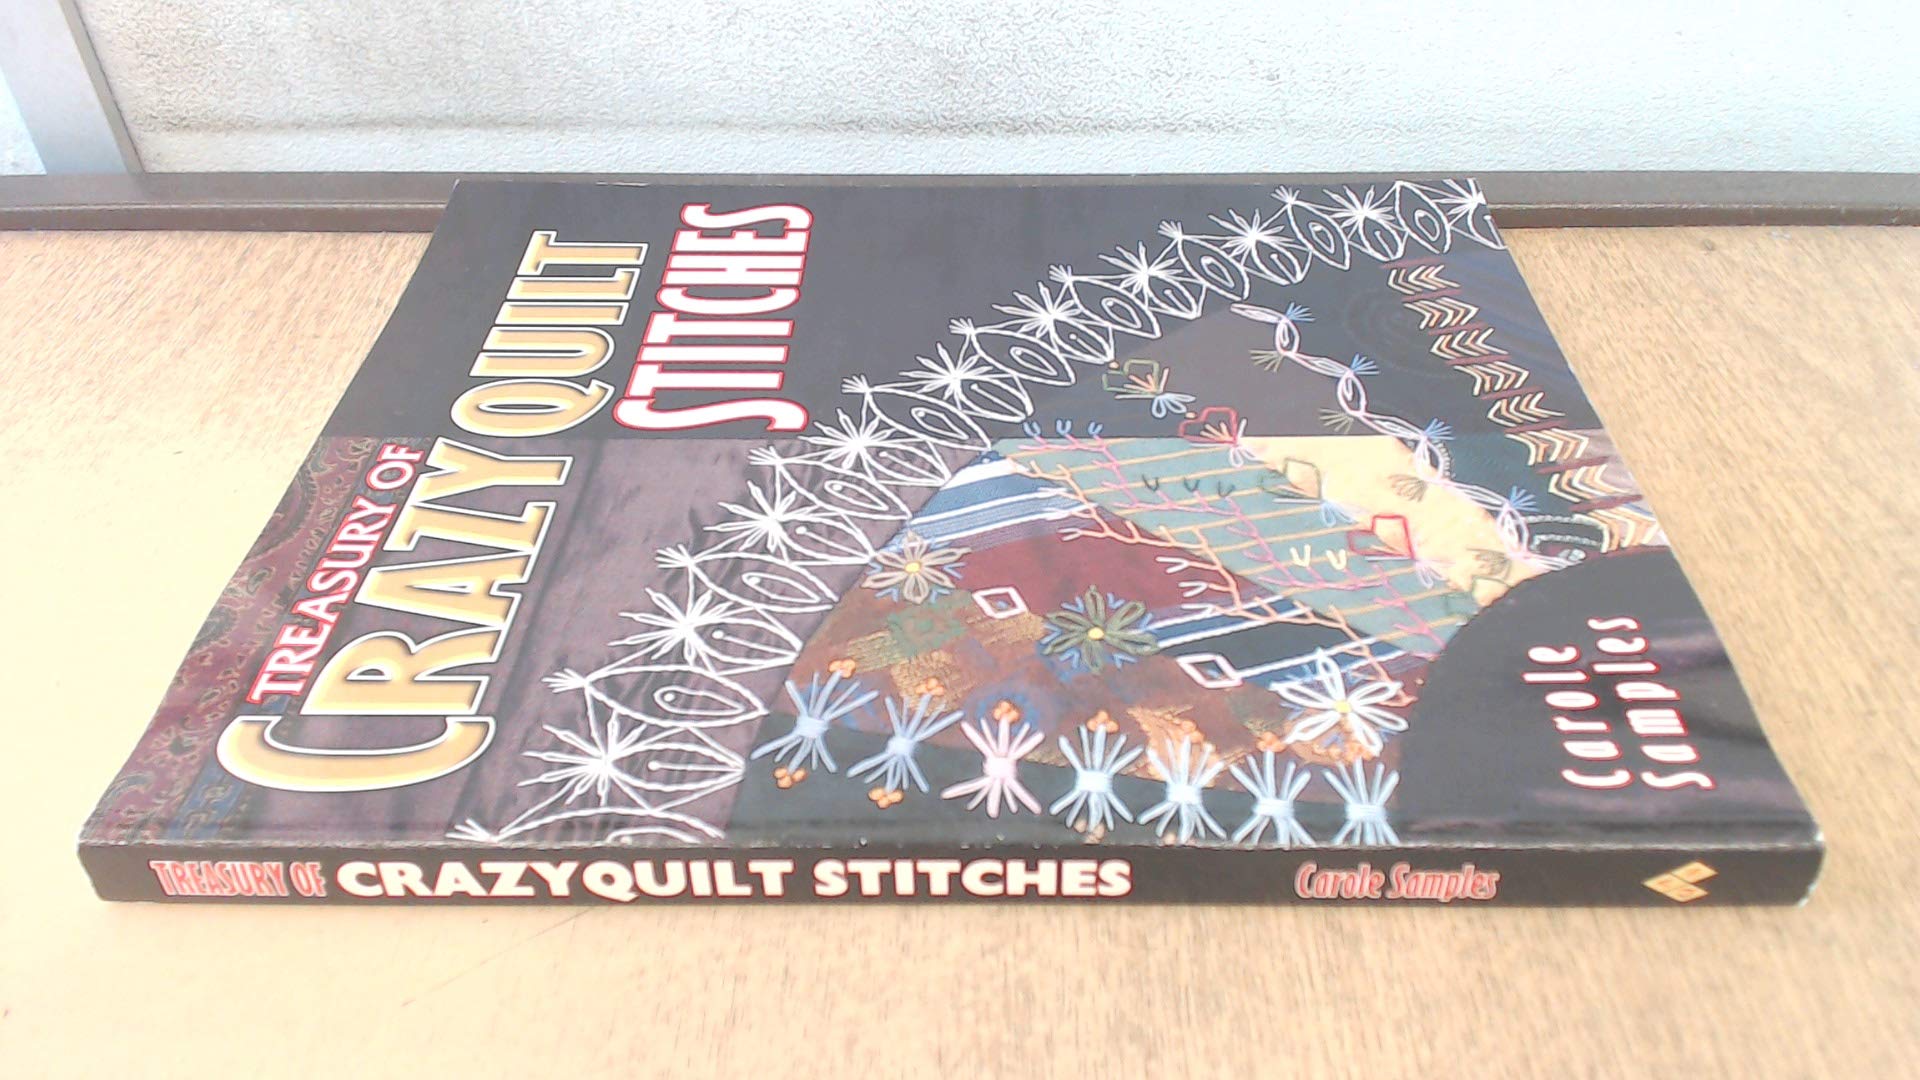 TREASURY OF
CRAZYQUILT
STITCHES
Carole
Samples
TREASURY OF CRAZYQUILT STITCHES Carole Samples